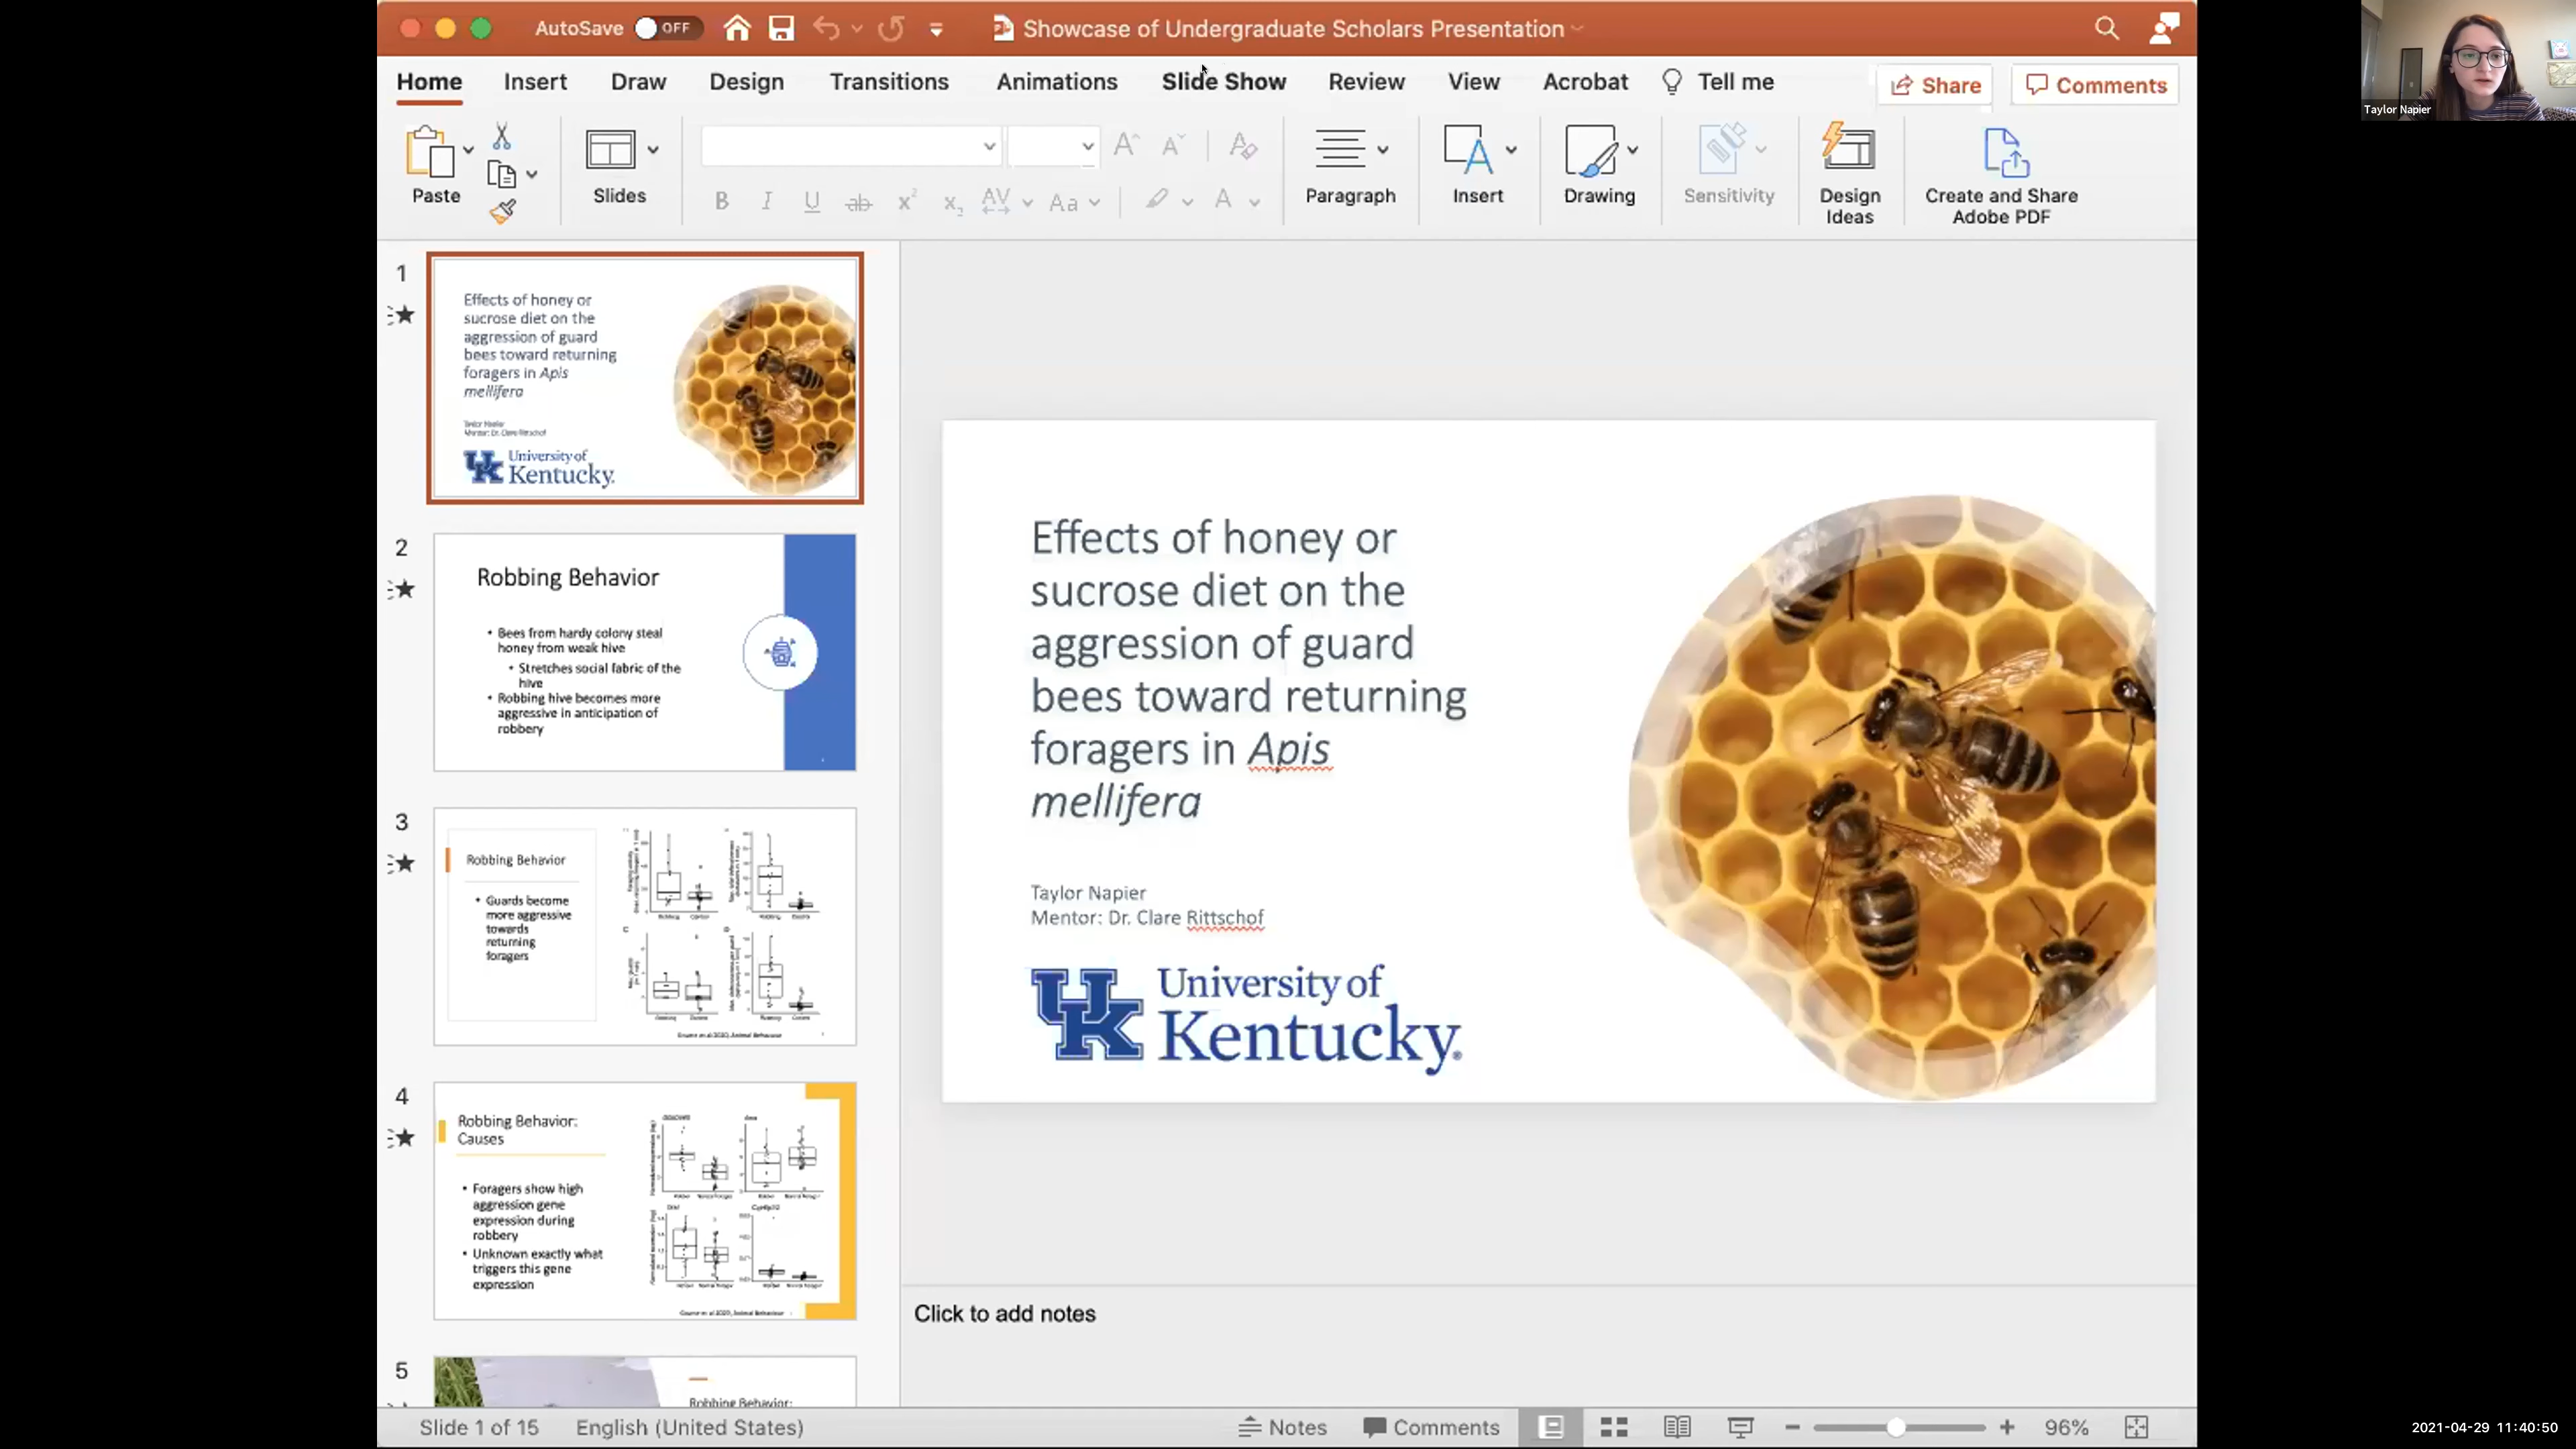 AutoSave OFF
Showcase of Undergraduate Scholars Presentation
Home Insert Draw Design Transitions Animations Slide Show Review View Acrobat Tell me Share Comments
Paste Slides Paragraph Insert Drawing Sensitivity Design Ideas Create and Share Adobe PDF
Taylor Napier
1
Effects of honey or
sucrose diet on the
aggression of guard
bees toward returning
foragers in Apis
mellifera
Taylor Napier
Mentor: Dr. Clare Rittschof
University of
Kentucky
2
Robbing Behavior
• Bees from hardy colony steal
honey from weak hive
• Stretches social fabric of the
hive
• Robbing hive becomes more
aggressive in anticipation of
robbery
3
Robbing Behavior
• Guards become
more aggressive
towards
returning
foragers
4
Robbing Behavior:
Causes
• Foragers show high
aggression gene
expression during
robbery
• Unknown exactly what
triggers this gene
expression
5
Robbing Behavior:
Effects of honey or
sucrose diet on the
aggression of guard
bees toward returning
foragers in Apis
mellifera
Taylor Napier
Mentor: Dr. Clare Rittschof
UK University of
Kentucky®
Click to add notes
Slide 1 of 15 English (United States) Notes Comments 96%
2021-04-29 11:40:50